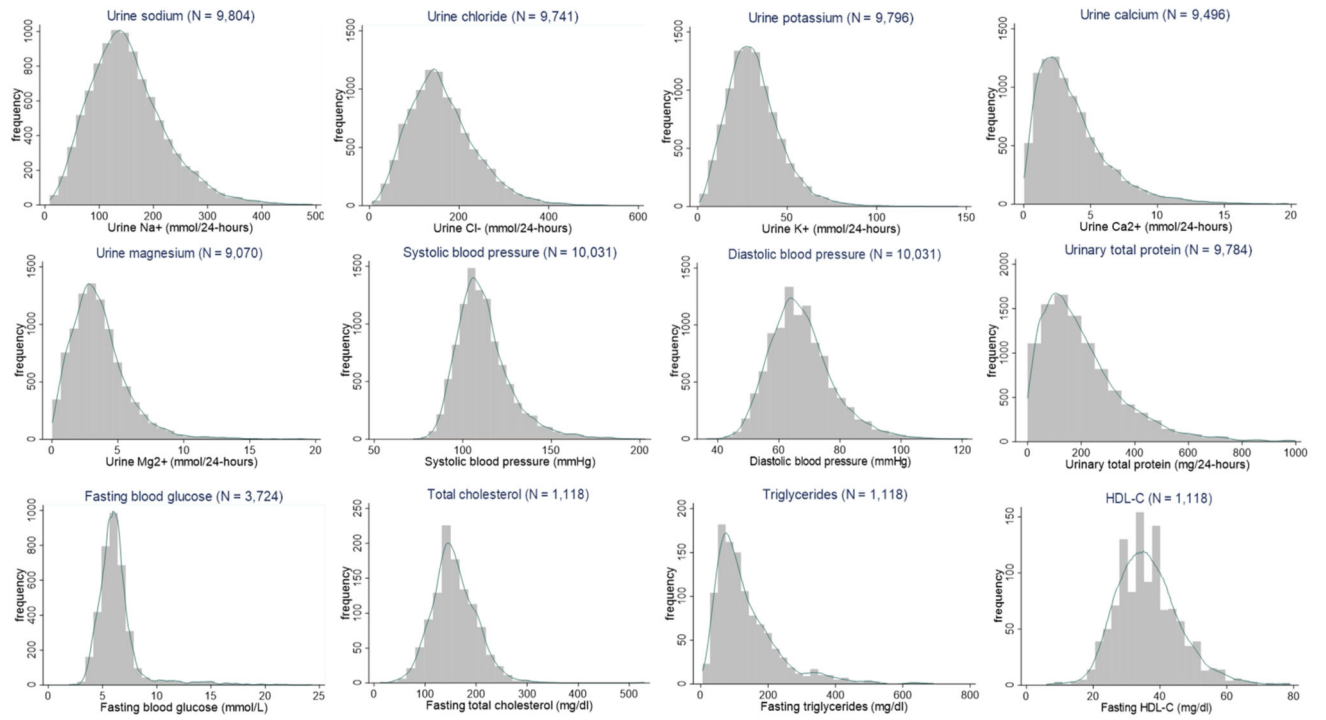 Urine sodium (N = 9,804)
frequency
0 200 400 600 800 1000
0 100 200 300 400 500
Urine Na+ (mmol/24-hours)
Urine chloride (N = 9,741)
frequency
0 500 1000 1500
0 200 400 600
Urine Cl- (mmol/24-hours)
Urine potassium (N = 9,796)
frequency
0 500 1000 1500
0 50 100 150
Urine K+ (mmol/24-hours)
Urine calcium (N = 9,496)
frequency
0 500 1000 1500
0 5 10 15 20
Urine Ca2+ (mmol/24-hours)
Urine magnesium (N = 9,070)
frequency
0 500 1000 1500
0 5 10 15 20
Urine Mg2+ (mmol/24-hours)
Systolic blood pressure (N = 10,031)
frequency
0 500 1000 1500
50 100 150 200
Systolic blood pressure (mmHg)
Diastolic blood pressure (N = 10,031)
frequency
0 500 1000 1500
40 60 80 100 120
Diastolic blood pressure (mmHg)
Urinary total protein (N = 9,784)
frequency
0 500 1000 1500 2000
0 200 400 600 800 1000
Urinary total protein (mg/24-hours)
Fasting blood glucose (N = 3,724)
frequency
0 200 400 600 800 1000
0 5 10 15 20 25
Fasting blood glucose (mmol/L)
Total cholesterol (N = 1,118)
frequency
0 50 100 150 200 250
0 100 200 300 400 500
Fasting total cholesterol (mg/dl)
Triglycerides (N = 1,118)
frequency
0 50 100 150 200
0 200 400 600 800
Fasting triglycerides (mg/dl)
HDL-C (N = 1,118)
frequency
0 50 100 150
0 20 40 60 80
Fasting HDL-C (mg/dl)